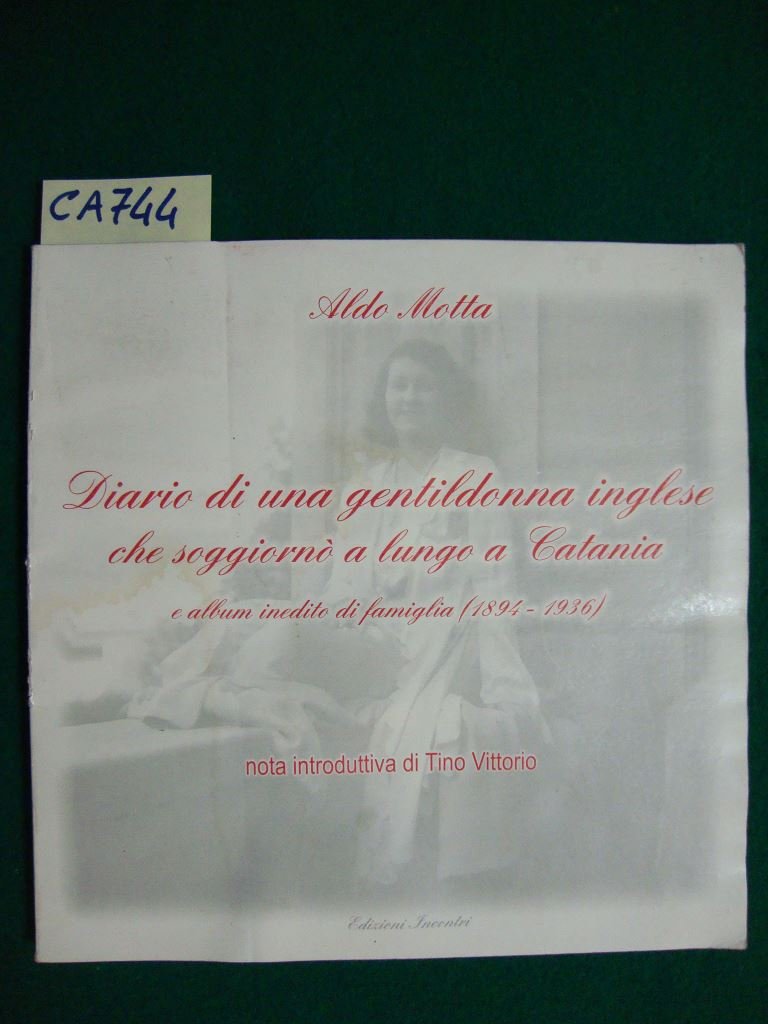 CA744
Aldo Motta
Diario di una gentildonna inglese
che soggiornò a lungo a Catania
e album inedito di famiglia (1894 - 1936)
nota introduttiva di Tino Vittorio
Edizioni Incontri